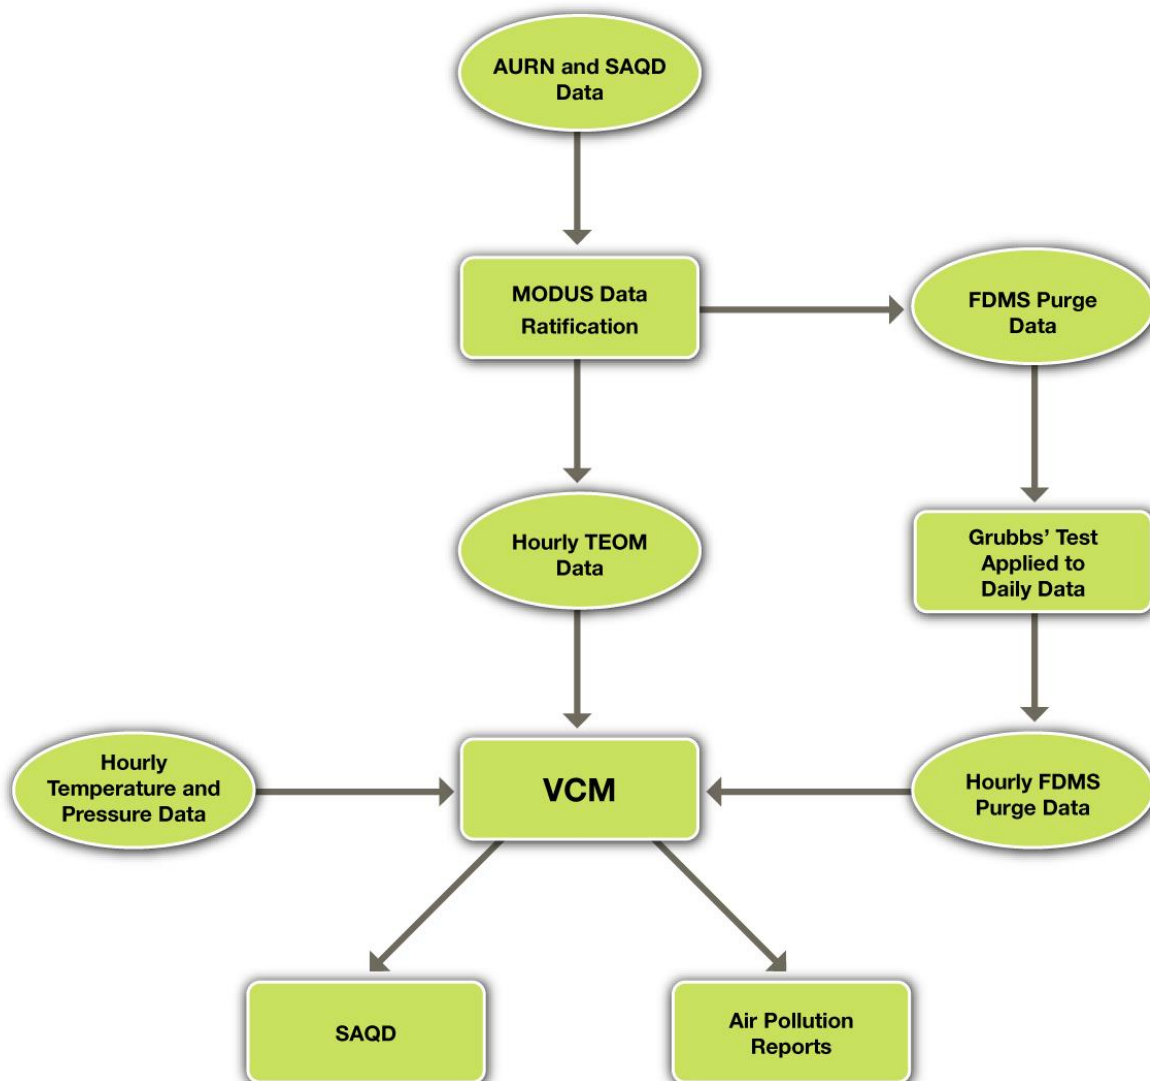 AURN and SAQD
Data
MODUS Data
Ratification
FDMS Purge
Data
Hourly TEOM
Data
Grubbs’ Test
Applied to
Daily Data
Hourly
Temperature and
Pressure Data
VCM
Hourly FDMS
Purge Data
SAQD
Air Pollution
Reports